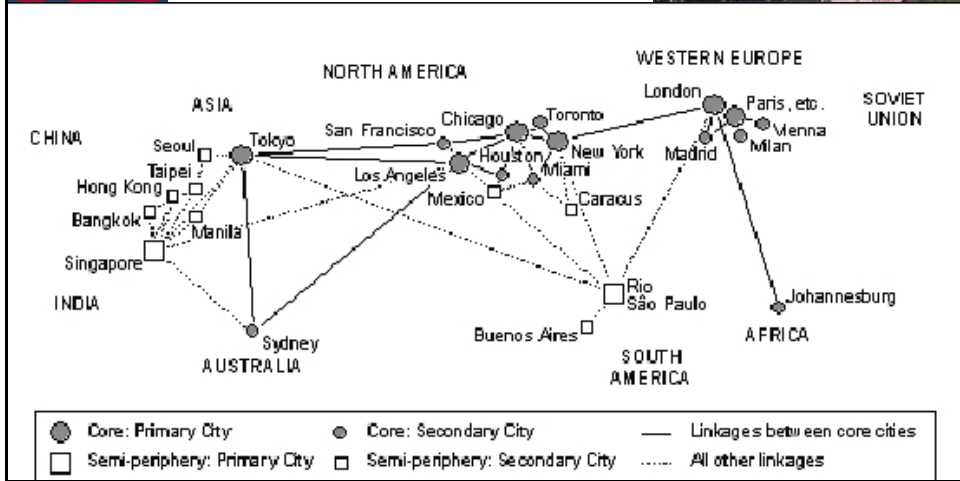 WESTERN EUROPE
NORTH AMERICA
London
ASIA
Chicago
Toronto
Paris, etc.
SOVIET
UNION
CHINA
San Francisco
Tokyo
Vienna
Seoul
Houston
New York
Madrid
Milan
Taipei
Los Angeles
Miami
Hong Kong
Mexico
Caracus
Bangkok
Manila
Singapore
Rio
São Paulo
Johannesburg
INDIA
Buenos Aires
AFRICA
Sydney
AUSTRALIA
SOUTH
AMERICA
Core: Primary City
Core: Secondary City
Linkages between core cities
Semi-periphery: Primary City
Semi-periphery: Secondary City
All other linkages